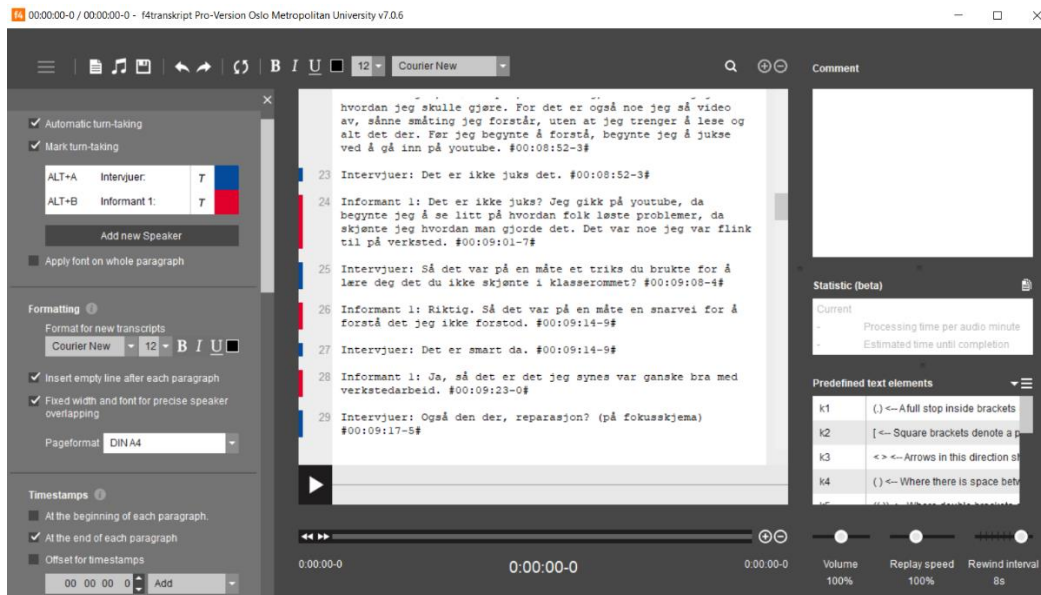 f4 00:00:00-0 / 00:00:00-0 - f4transkript Pro-Version Oslo Metropolitan University v7.0.6
B I U 12 Courier New
Automatic turn-taking
Mark turn-taking
ALT+A Intervjuer: T
ALT+B Informant 1: T
Add new Speaker
Apply font on whole paragraph
Formatting
Format for new transcripts
Courier New 12 B I U
Insert empty line after each paragraph
Fixed width and font for precise speaker
overlapping
Pageformat DIN A4
Timestamps
At the beginning of each paragraph.
At the end of each paragraph
Offset for timestamps
00 00 00 0 Add
hvordan jeg skulle gjøre. For det er også noe jeg så video
av, sånne småting jeg forstår, uten at jeg trenger å lese og
alt det der. Før jeg begynte å forstå, begynte jeg å jukse
ved å gå inn på youtube. #00:08:52-3#
23 Intervjuer: Det er ikke juks det. #00:08:52-3#
24 Informant 1: Det er ikke juks? Jeg gikk på youtube, da
begynte jeg å se litt på hvordan folk løste problemer, da
skjønte jeg hvordan man gjorde det. Det var noe jeg var flink
til på verksted. #00:09:01-7#
25 Intervjuer: Så det var på en måte et triks du brukte for å
lære deg det du ikke skjønte i klasserommet? #00:09:08-4#
26 Informant 1: Riktig. Så det var på en måte en snarvei for å
forstå det jeg ikke forstod. #00:09:14-9#
27 Intervjuer: Det er smart da. #00:09:14-9#
28 Informant 1: Ja, så det er det jeg synes var ganske bra med
verkstedarbeid. #00:09:23-0#
29 Intervjuer: Også den der, reparasjon? (på fokusskjema)
#00:09:17-5#
0:00:00-0 0:00:00-0 0:00:00-0
Comment
Statistic (beta)
Current
- Processing time per audio minute
- Estimated time until completion
Predefined text elements
k1 (.) <-- A full stop inside brackets
k2 [ <-- Square brackets denote a p
k3 < > <-- Arrows in this direction sh
k4 ( ) <-- Where there is space betw
Volume Replay speed Rewind interval
100% 100% 8s